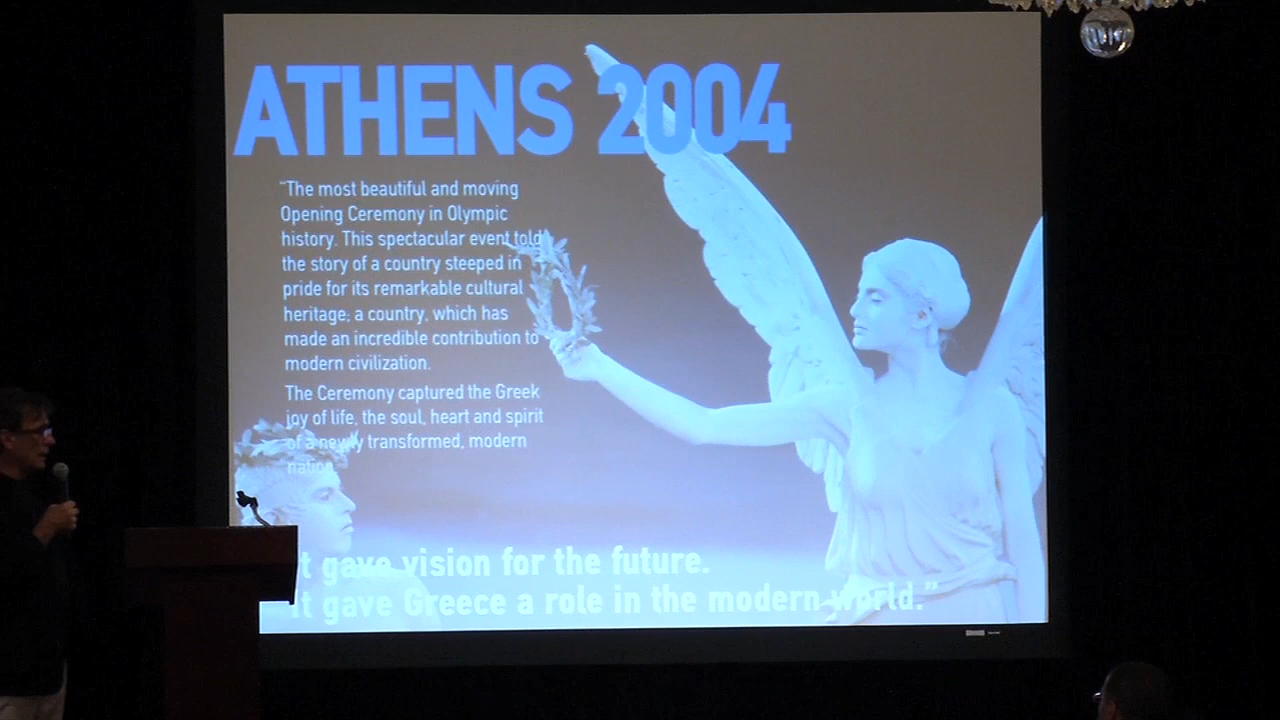 ATHENS 2004
“The most beautiful and moving
Opening Ceremony in Olympic
history. This spectacular event told
the story of a country steeped in
pride for its remarkable cultural
heritage; a country, which has
made an incredible contribution to
modern civilization.
The Ceremony captured the Greek
joy of life, the soul, heart and spirit
of a newly transformed, modern
nation.
It gave vision for the future.
It gave Greece a role in the modern world.”